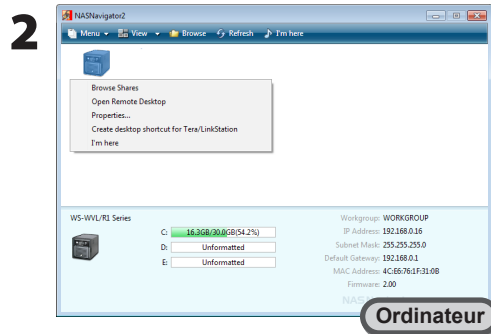 2
NASNavigator2
Menu View Browse Refresh I'm here
Browse Shares
Open Remote Desktop
Properties...
Create desktop shortcut for Tera/LinkStation
I'm here
WS-WVL/R1 Series
C: 16.3GB/30.0GB(54.2%)
D: Unformatted
E: Unformatted
Workgroup: WORKGROUP
IP Address: 192.168.0.16
Subnet Mask: 255.255.255.0
Default Gateway: 192.168.0.1
MAC Address: 4C:E6:76:1F:31:0B
Firmware: 2.00
Ordinateur